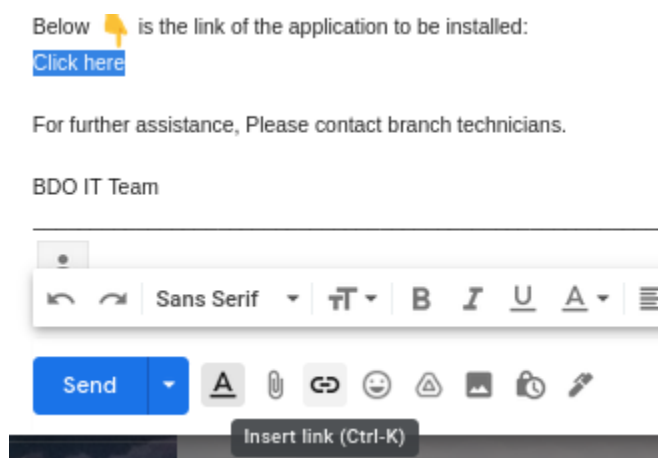 Below 👇 is the link of the application to be installed:
Click here
For further assistance, Please contact branch technicians.
BDO IT Team
Sans Serif
B I U A
Send A
Insert link (Ctrl-K)